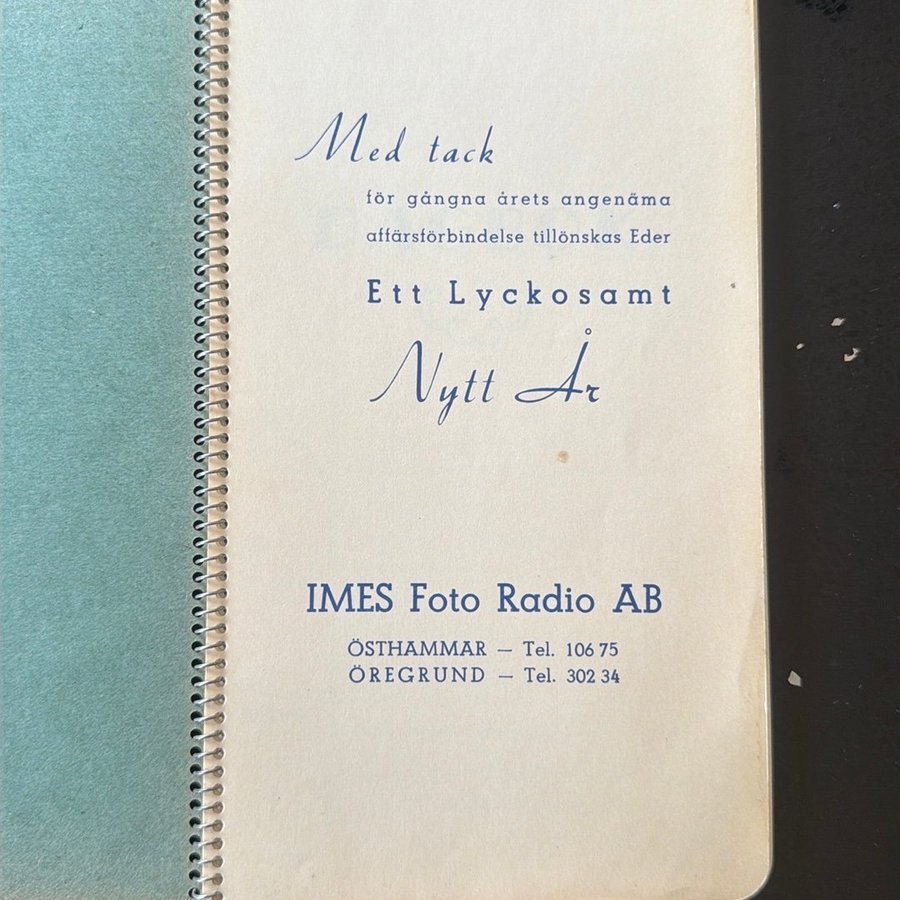 Med tack
för gångna årets angenäma
affärsförbindelse tillönskas Eder
Ett Lyckosamt
Nytt År
IMES Foto Radio AB
ÖSTHAMMAR — Tel. 106 75
ÖREGRUND — Tel. 302 34